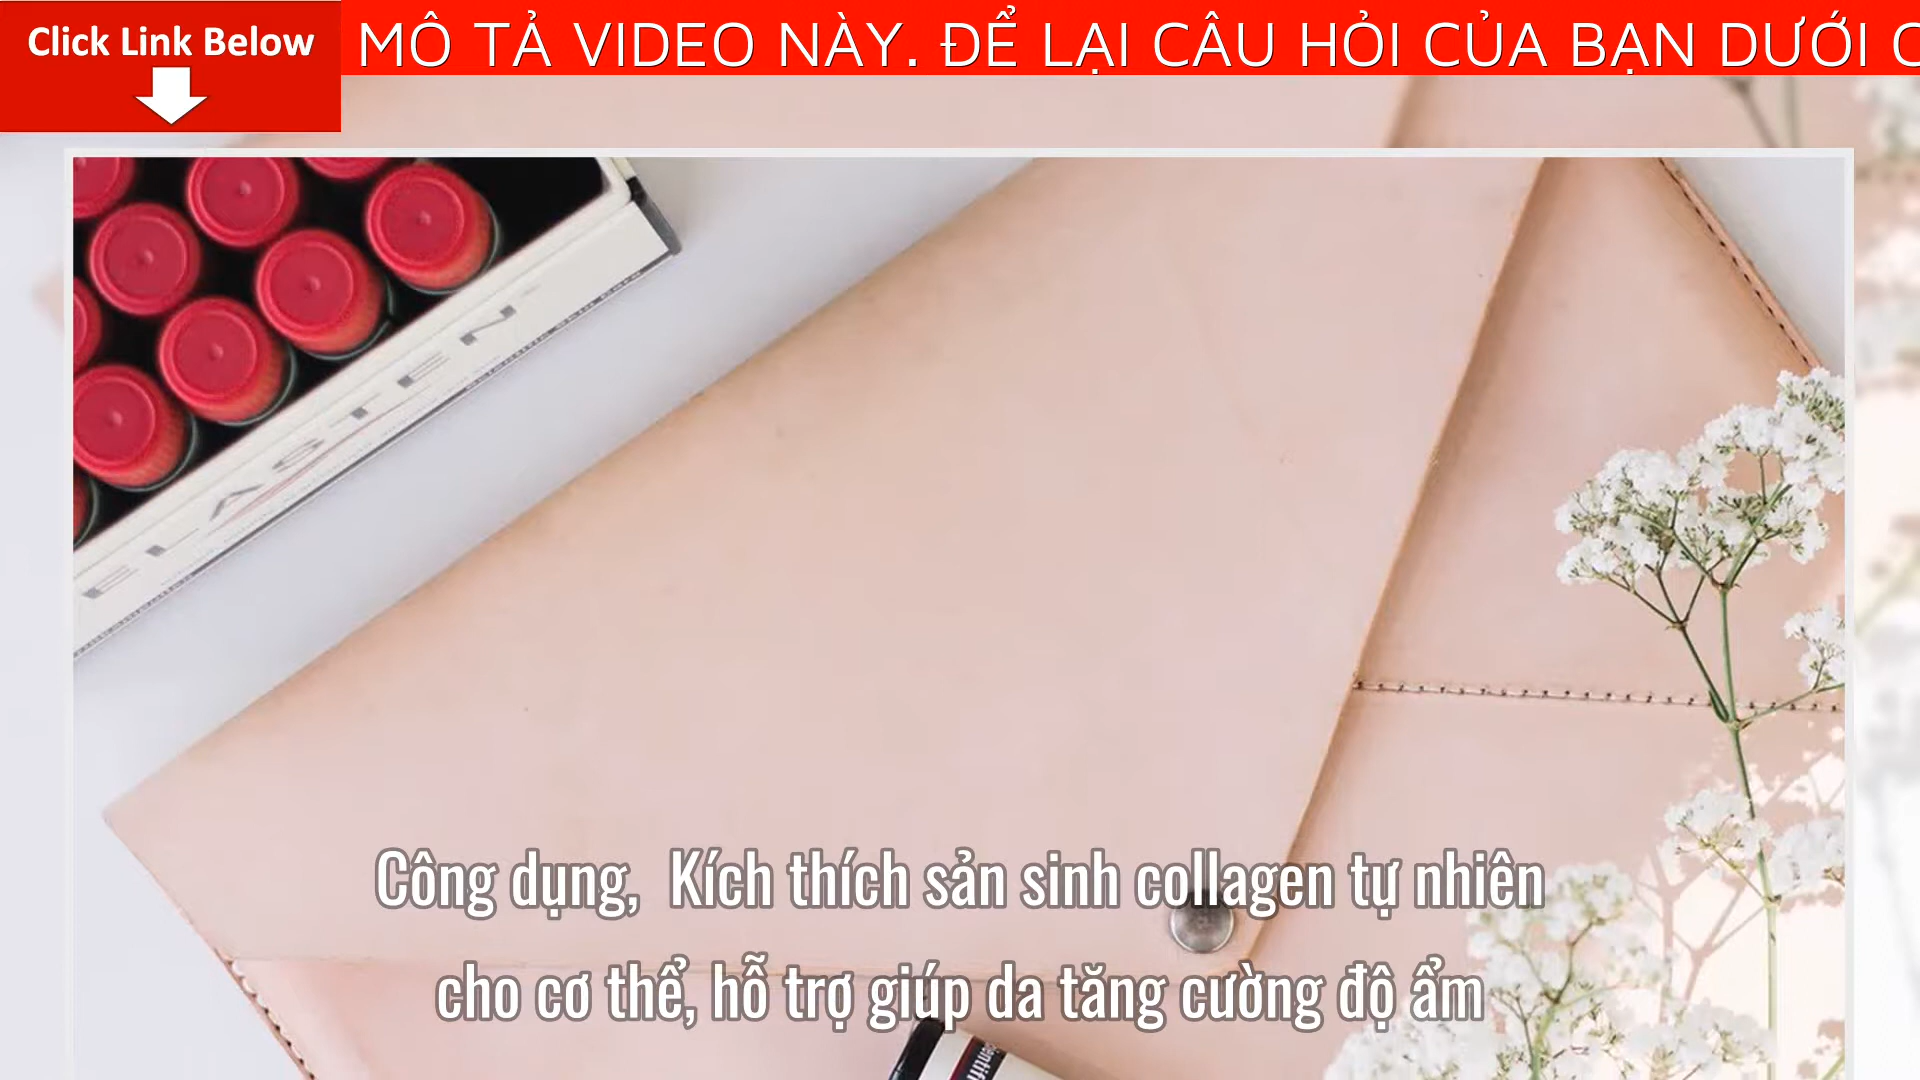 Click Link Below
MÔ TẢ VIDEO NÀY. ĐỂ LẠI CÂU HỎI CỦA BẠN DƯỚI
ELASTEN
Công dụng, Kích thích sản sinh collagen tự nhiên
cho cơ thể, hỗ trợ giúp da tăng cường độ ẩm